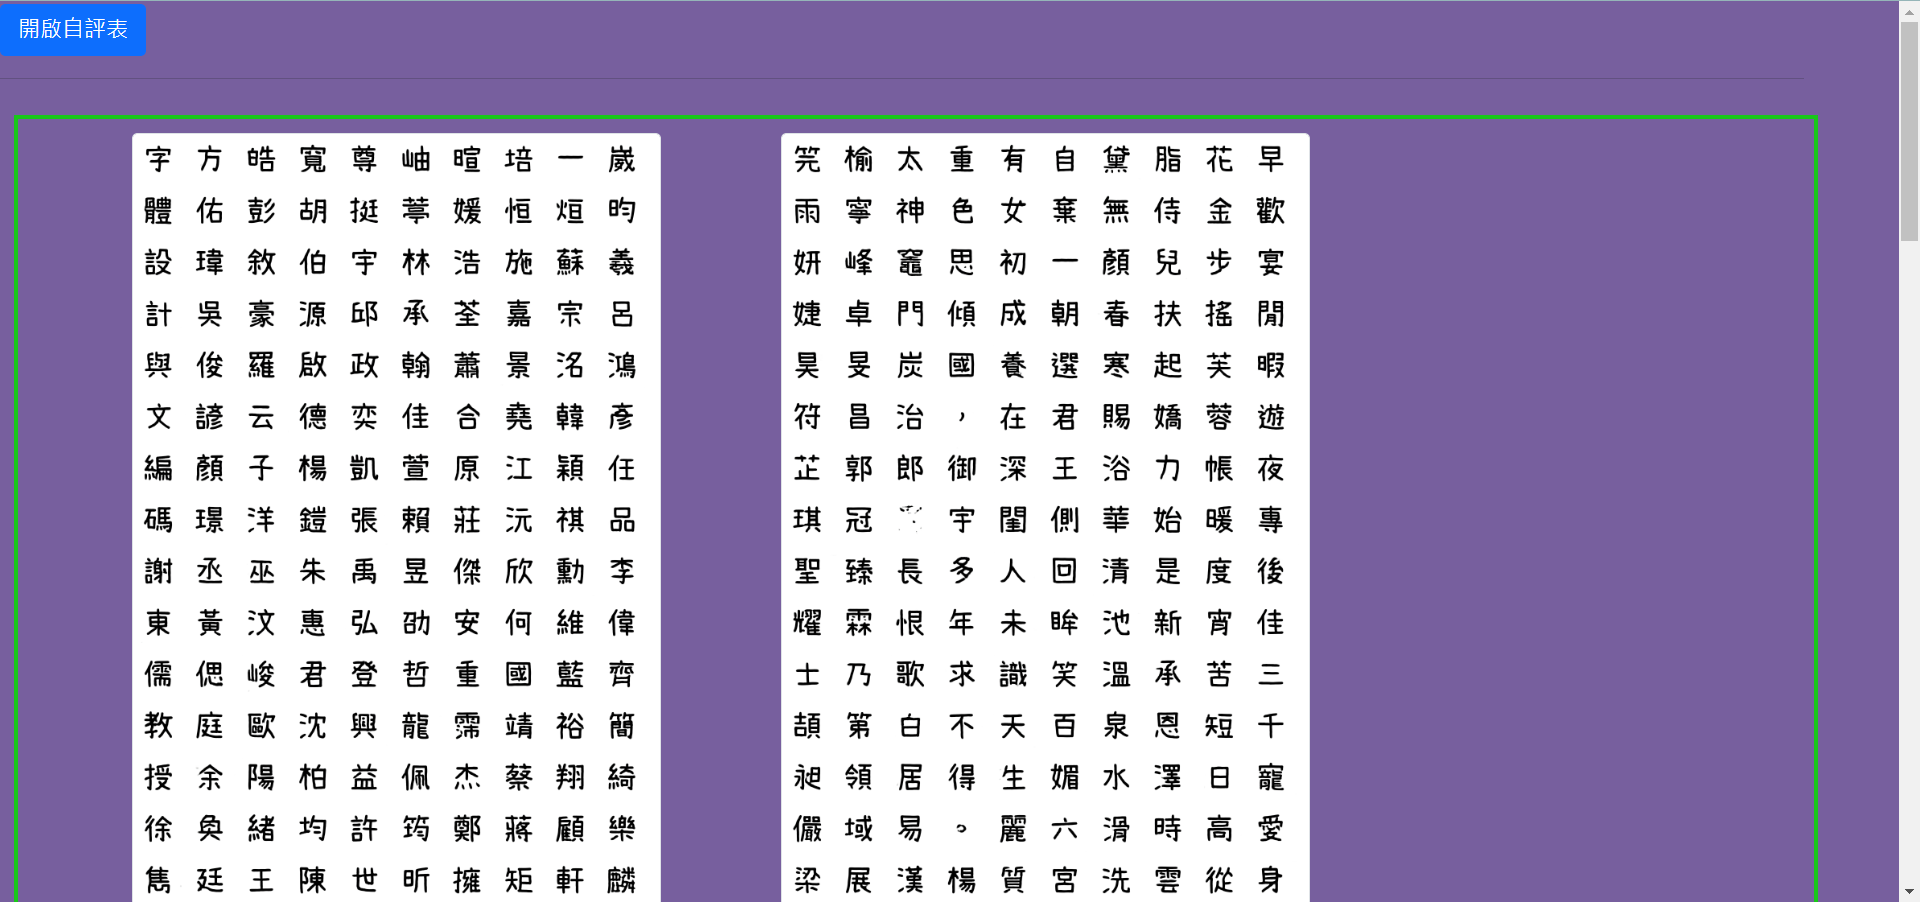 開啟自評表
字體設計與文編碼謝東儒教授徐雋
方佑瑋吳俊諺顏璟丞黃偲庭余奐廷
皓彭敘豪羅云子洋巫汶峻歐陽緒王
寬胡伯源啟德楊鎧朱惠君沈柏均陳
尊挺宇邱政奕凱張禹弘登興益許世
岫葶林承翰佳萱賴昱劭哲龍佩筠昕
暄媛浩荃蕭合原莊傑安重霈杰鄭擁
培恒施嘉景堯江沅欣何國靖蔡蔣矩
一烜蘇宗洺韓穎祺勳維藍裕翔顧軒
崴昀羲呂鴻彥任品李偉齊簡綺樂麟
笎雨妍婕昊符芷琪聖耀士頡昶儼梁
榆寧峰卓旻昌郭冠臻霖乃第領域展
太神竈門炭治郎長恨歌白居易漢
重色思傾國，御宇多年求不得。楊
有女初成養在深閨人未識天生麗質
自棄一朝選君王側回眸笑百媚六宮
黛無顏春寒賜浴華清池溫泉水滑洗
脂侍兒扶起嬌力始是新承恩澤時雲
花金步搖芙蓉帳暖度宵苦短日高從
早歡宴閒暇遊夜專後佳三千寵愛身